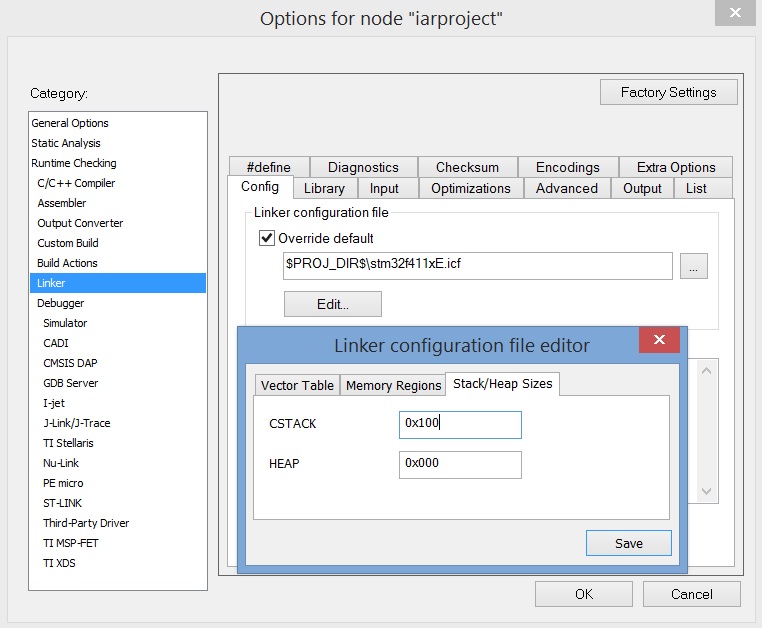 Options for node "iarproject"
Category:
Factory Settings
General Options
Static Analysis
Runtime Checking
C/C++ Compiler
Assembler
Output Converter
Custom Build
Build Actions
Linker
Debugger
Simulator
CADI
CMSIS DAP
GDB Server
I-jet
J-Link/J-Trace
TI Stellaris
Nu-Link
PE micro
ST-LINK
Third-Party Driver
TI MSP-FET
TI XDS
#define Diagnostics Checksum Encodings Extra Options
Config Library Input Optimizations Advanced Output List
Linker configuration file
Override default
$PROJ_DIR$\stm32f411xE.icf
...
Edit...
Linker configuration file editor
Vector Table Memory Regions Stack/Heap Sizes
CSTACK 0x100
HEAP 0x000
Save
OK Cancel